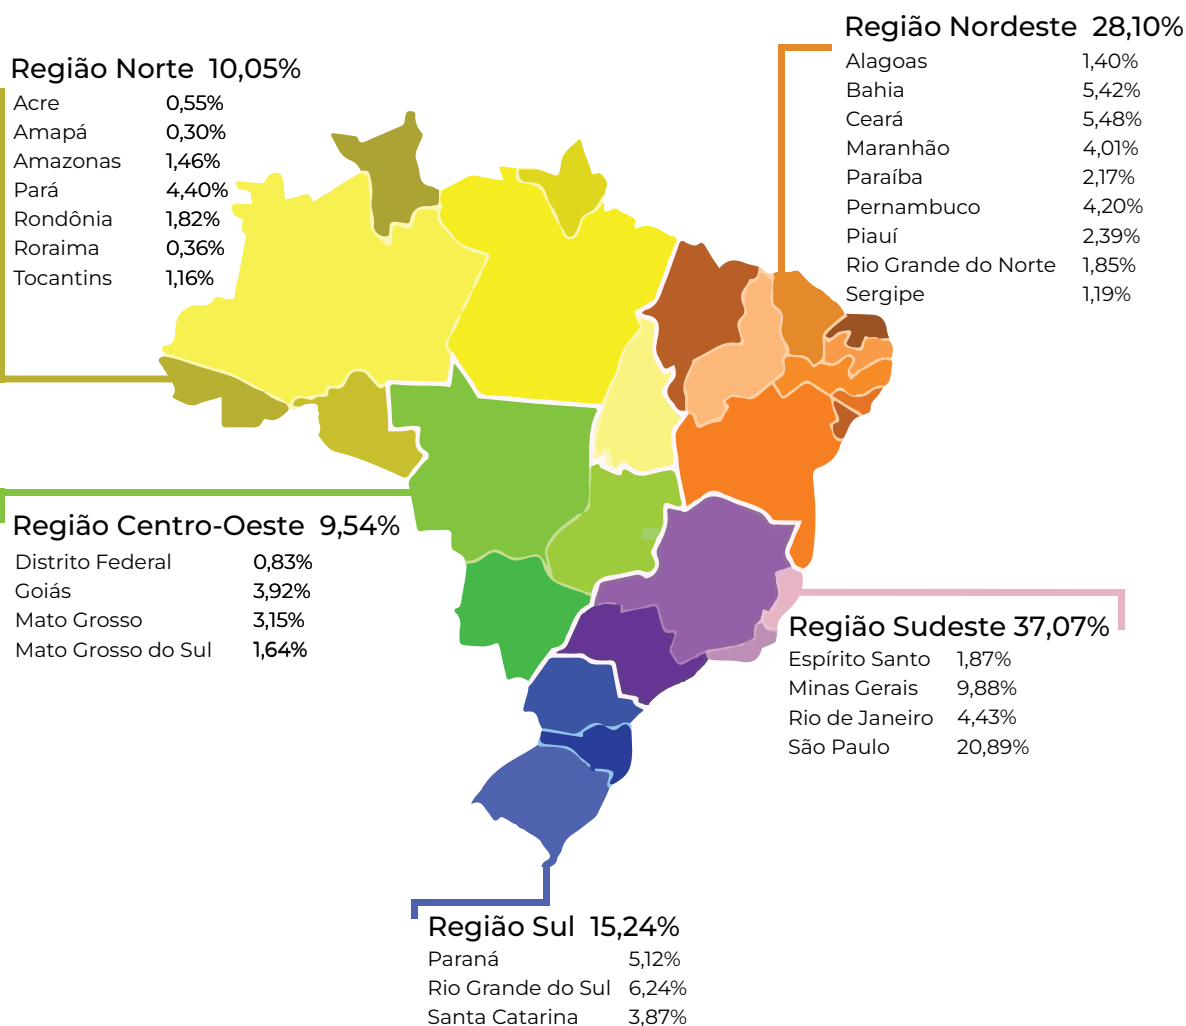 Região Nordeste 28,10%
Alagoas 1,40%
Bahia 5,42%
Ceará 5,48%
Maranhão 4,01%
Paraíba 2,17%
Pernambuco 4,20%
Piauí 2,39%
Rio Grande do Norte 1,85%
Sergipe 1,19%
Região Norte 10,05%
Acre 0,55%
Amapá 0,30%
Amazonas 1,46%
Pará 4,40%
Rondônia 1,82%
Roraima 0,36%
Tocantins 1,16%
Região Centro-Oeste 9,54%
Distrito Federal 0,83%
Goiás 3,92%
Mato Grosso 3,15%
Mato Grosso do Sul 1,64%
Região Sudeste 37,07%
Espírito Santo 1,87%
Minas Gerais 9,88%
Rio de Janeiro 4,43%
São Paulo 20,89%
Região Sul 15,24%
Paraná 5,12%
Rio Grande do Sul 6,24%
Santa Catarina 3,87%